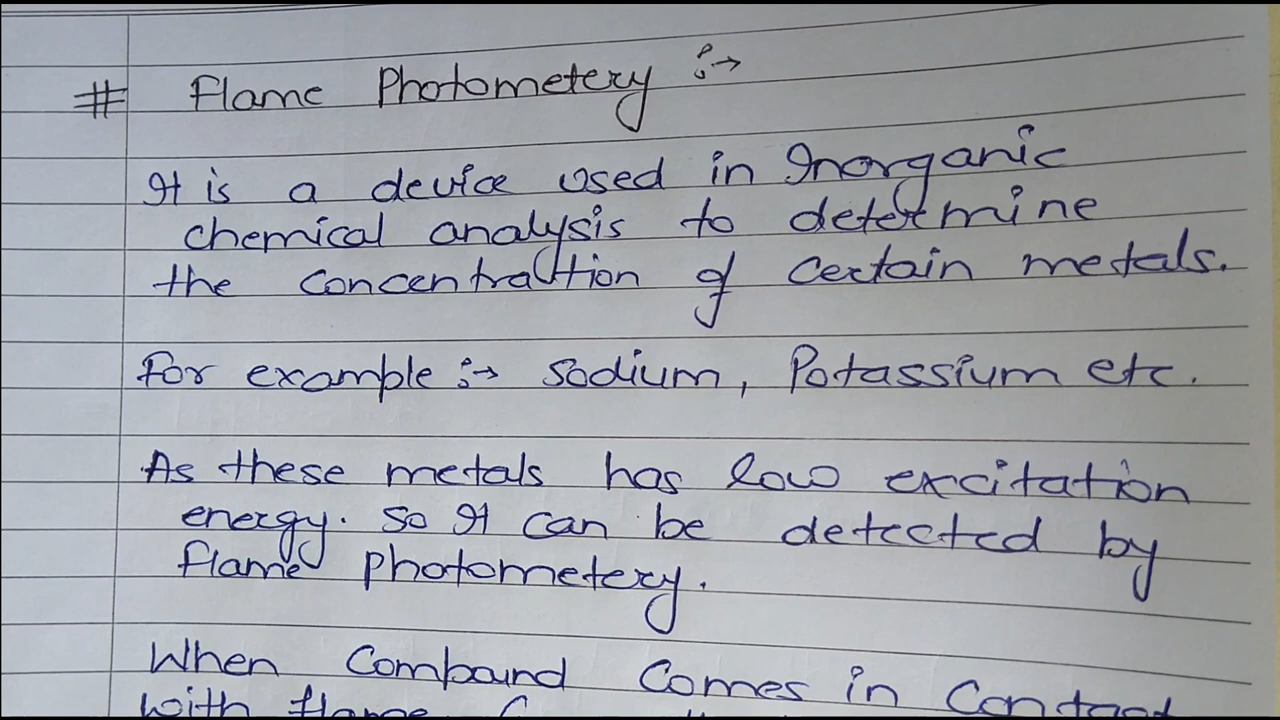 # Flame Photometery :→
It is a device used in Inorganic
chemical analysis to determine
the concentration of certain metals.
For example :→ Sodium, Potassium etc.
As these metals has low excitation
energy. So It can be detected by
flame photometery.
When Compound Comes in Contact
with flame